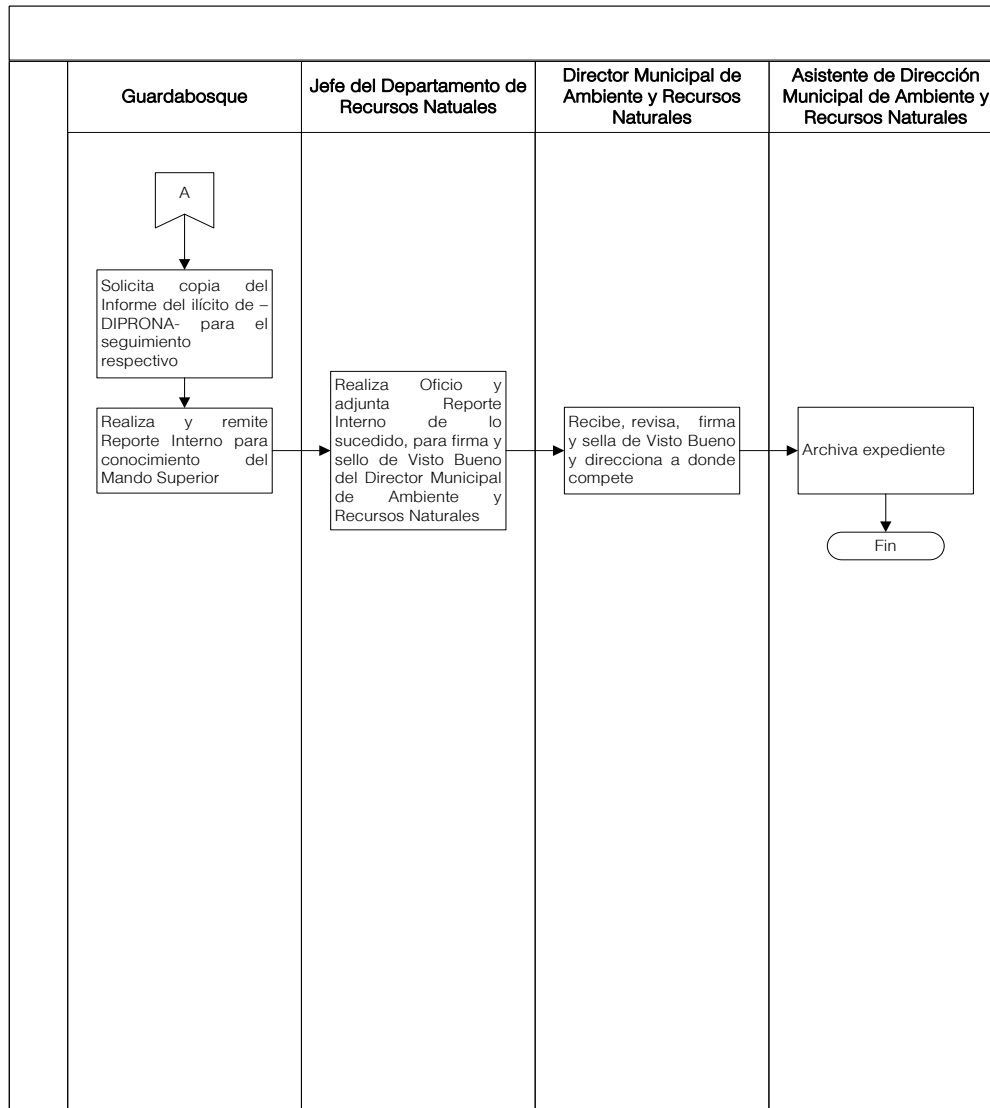 Guardabosque
Jefe del Departamento de
Recursos Natuales
Director Municipal de
Ambiente y Recursos
Naturales
Asistente de Dirección
Municipal de Ambiente y
Recursos Naturales
A
Solicita copia del
Informe del ilícito de –
DIPRONA- para el
seguimiento
respectivo
Realiza y remite
Reporte Interno para
conocimiento del
Mando Superior
Realiza Oficio y
adjunta Reporte
Interno de lo
sucedido, para firma y
sello de Visto Bueno
del Director Municipal
de Ambiente y
Recursos Naturales
Recibe, revisa, firma
y sella de Visto Bueno
y direcciona a donde
compete
Archiva expediente
Fin